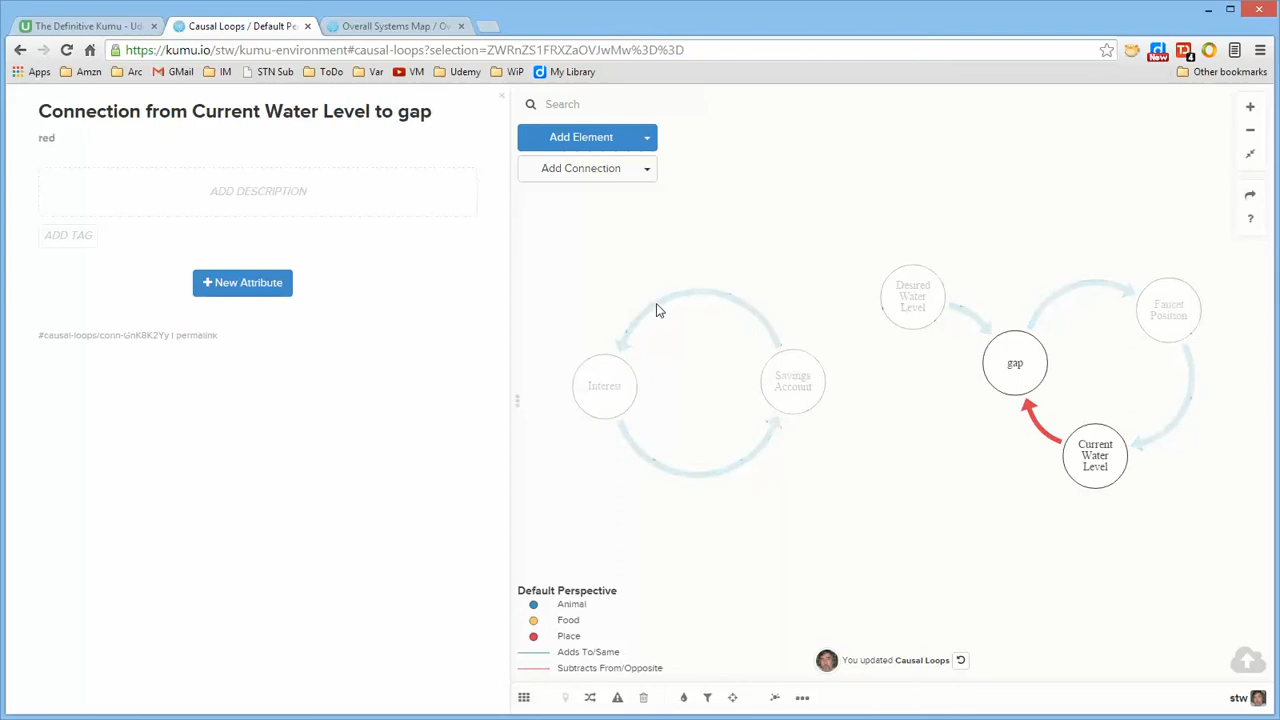 The Definitive Kumu - Ud
Causal Loops / Default Pe
Overall Systems Map / Ov
https://kumu.io/stw/kumu-environment#causal-loops?selection=ZWRnZS1FRXZaOVJwMw%3D%3D
Apps
Amzn
Arc
GMail
IM
STN Sub
ToDo
Var
VM
Udemy
WiP
My Library
New
4
Other bookmarks
Connection from Current Water Level to gap
red
ADD DESCRIPTION
ADD TAG
New Attribute
#causal-loops/conn-GnK8K2Yy | permalink
Search
Add Element
Add Connection
Interest
Savings
Account
Desired
Water
Level
gap
Faucet
Position
Current
Water
Level
Default Perspective
Animal
Food
Place
Adds To/Same
Subtracts From/Opposite
You updated Causal Loops
stw